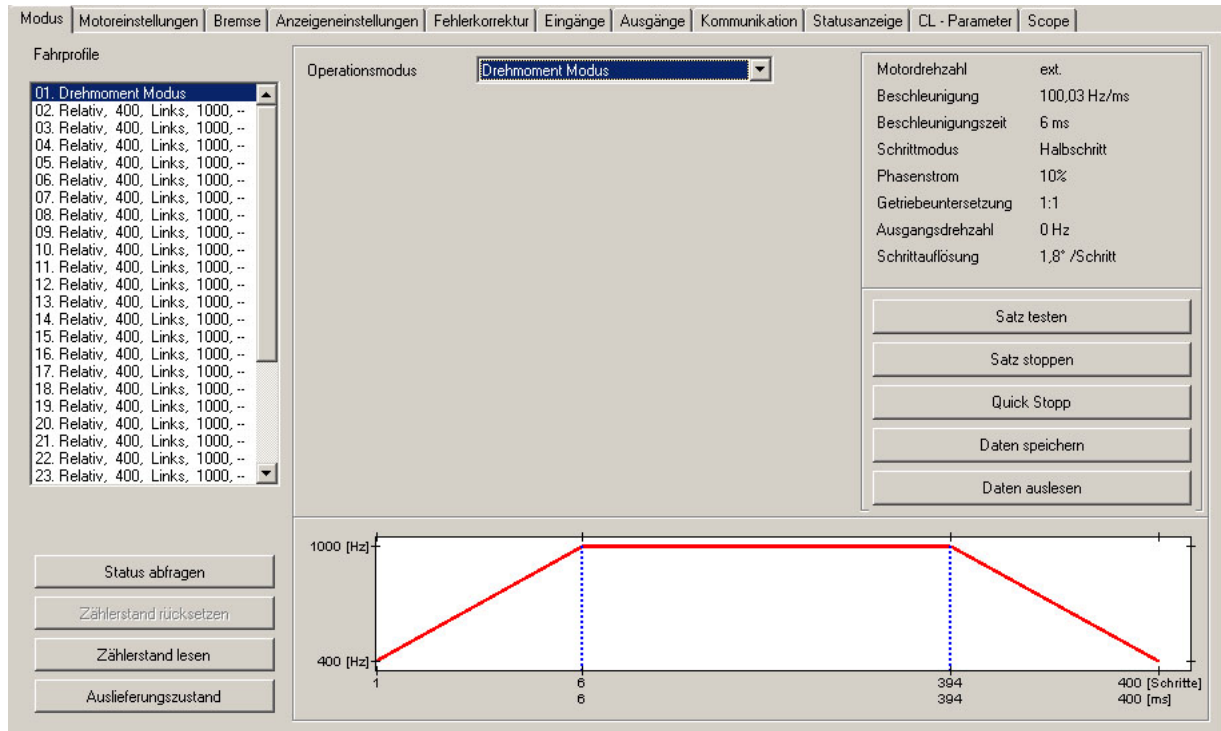 Modus Motoreinstellungen Bremse Anzeigeneinstellungen Fehlerkorrektur Eingänge Ausgänge Kommunikation Statusanzeige CL - Parameter Scope
Fahrprofile
01. Drehmoment Modus
02. Relativ, 400, Links, 1000, --
03. Relativ, 400, Links, 1000, --
04. Relativ, 400, Links, 1000, --
05. Relativ, 400, Links, 1000, --
06. Relativ, 400, Links, 1000, --
07. Relativ, 400, Links, 1000, --
08. Relativ, 400, Links, 1000, --
09. Relativ, 400, Links, 1000, --
10. Relativ, 400, Links, 1000, --
11. Relativ, 400, Links, 1000, --
12. Relativ, 400, Links, 1000, --
13. Relativ, 400, Links, 1000, --
14. Relativ, 400, Links, 1000, --
15. Relativ, 400, Links, 1000, --
16. Relativ, 400, Links, 1000, --
17. Relativ, 400, Links, 1000, --
18. Relativ, 400, Links, 1000, --
19. Relativ, 400, Links, 1000, --
20. Relativ, 400, Links, 1000, --
21. Relativ, 400, Links, 1000, --
22. Relativ, 400, Links, 1000, --
23. Relativ, 400, Links, 1000, --
Status abfragen
Zählerstand rücksetzen
Zählerstand lesen
Auslieferungszustand
Operationsmodus Drehmoment Modus
Motordrehzahl ext.
Beschleunigung 100,03 Hz/ms
Beschleunigungszeit 6 ms
Schrittmodus Halbschritt
Phasenstrom 10%
Getriebeuntersetzung 1:1
Ausgangsdrehzahl 0 Hz
Schrittauflösung 1,8° /Schritt
Satz testen
Satz stoppen
Quick Stopp
Daten speichern
Daten auslesen
1000 [Hz]
400 [Hz]
1 6 394 400 [Schritte]
6 394 400 [ms]